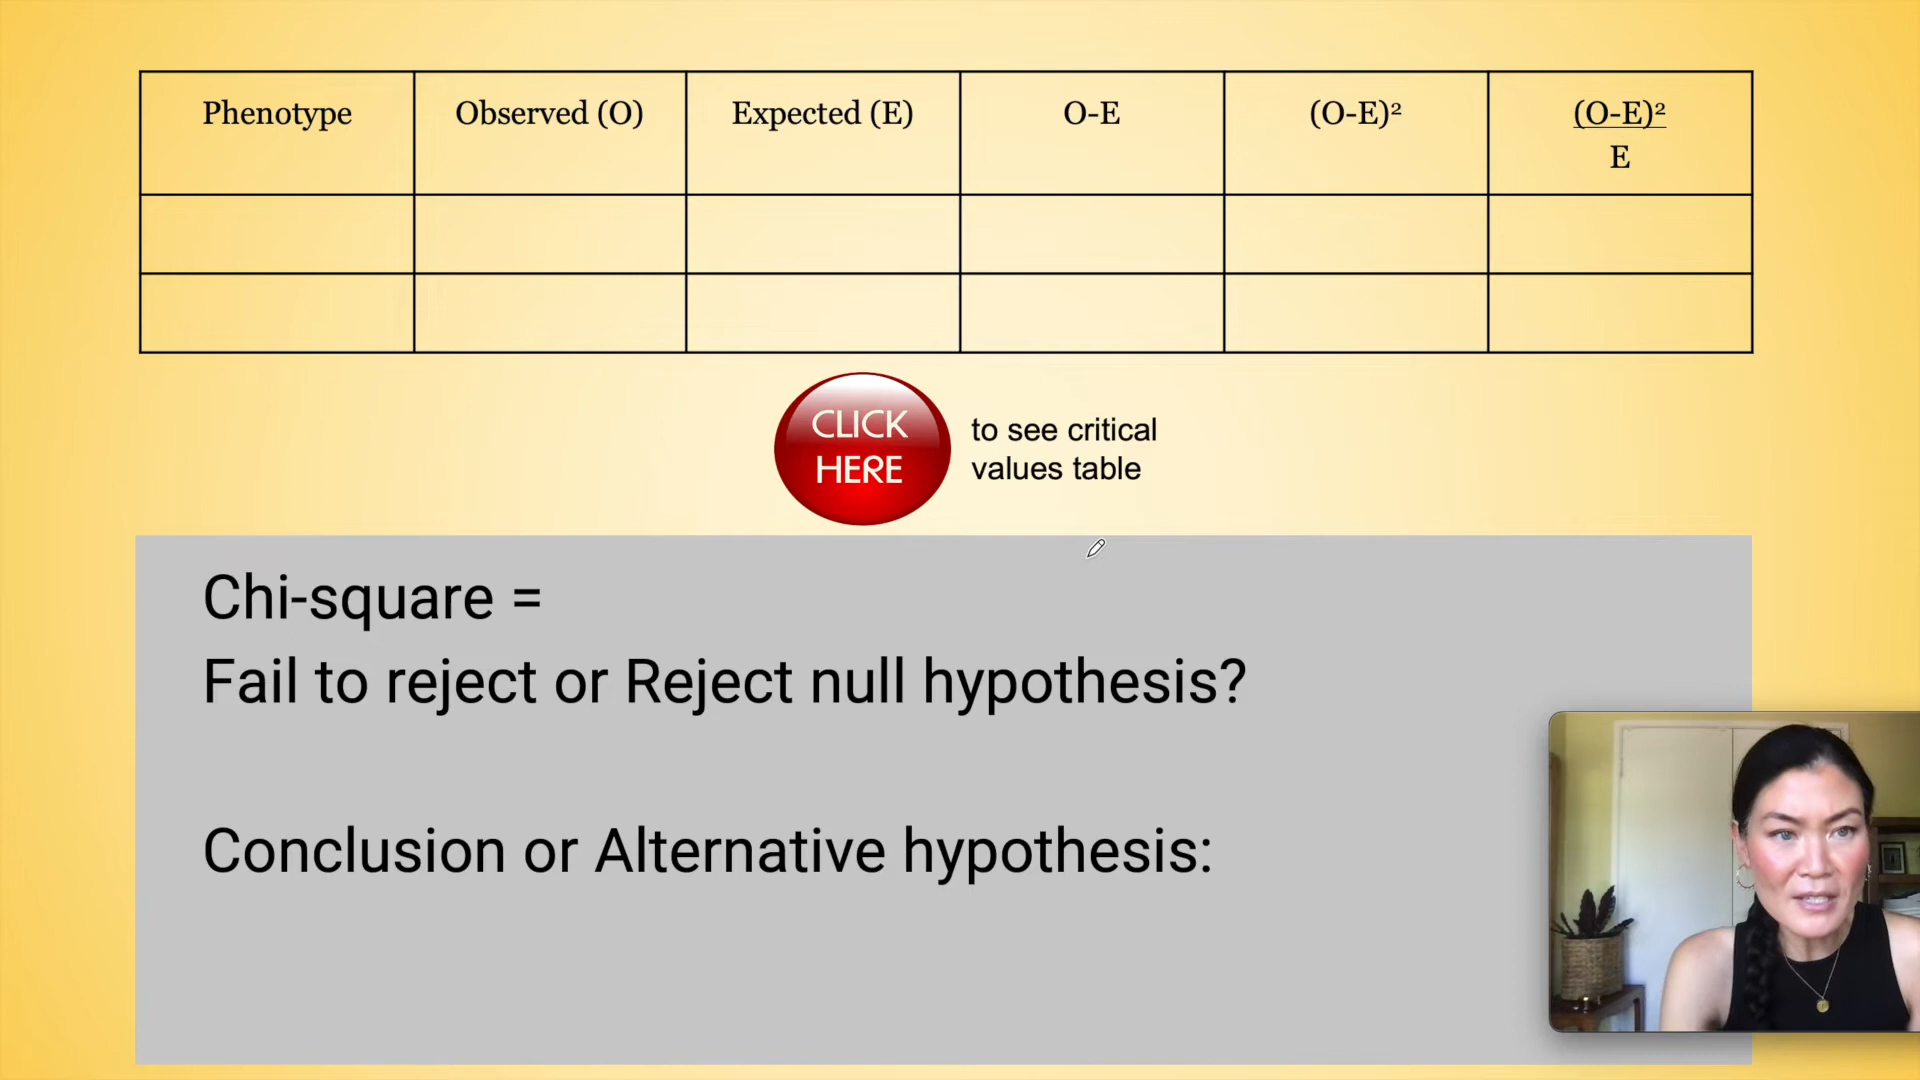 Phenotype Observed (O) Expected (E) O-E (O-E)² (O-E)²
E
CLICK
HERE
to see critical
values table
Chi-square =
Fail to reject or Reject null hypothesis?
Conclusion or Alternative hypothesis: